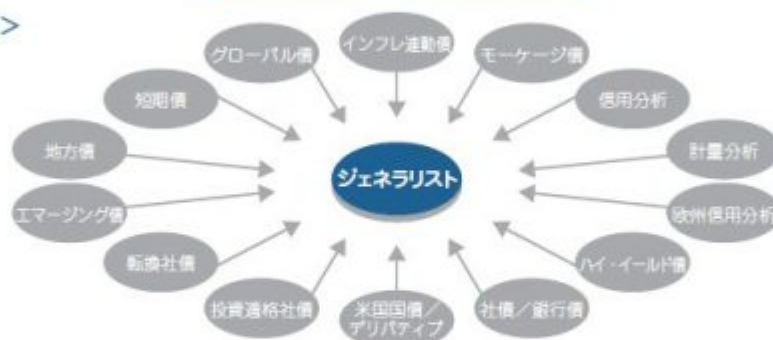 >
インフレ連動債
グローバル債
モーゲージ債
短期債
信用分析
地方債
ジェネラリスト
計量分析
エマージング債
欧州信用分析
転換社債
ハイ・イールド債
投資適格社債
米国国債／
デリバティブ
社債／銀行債